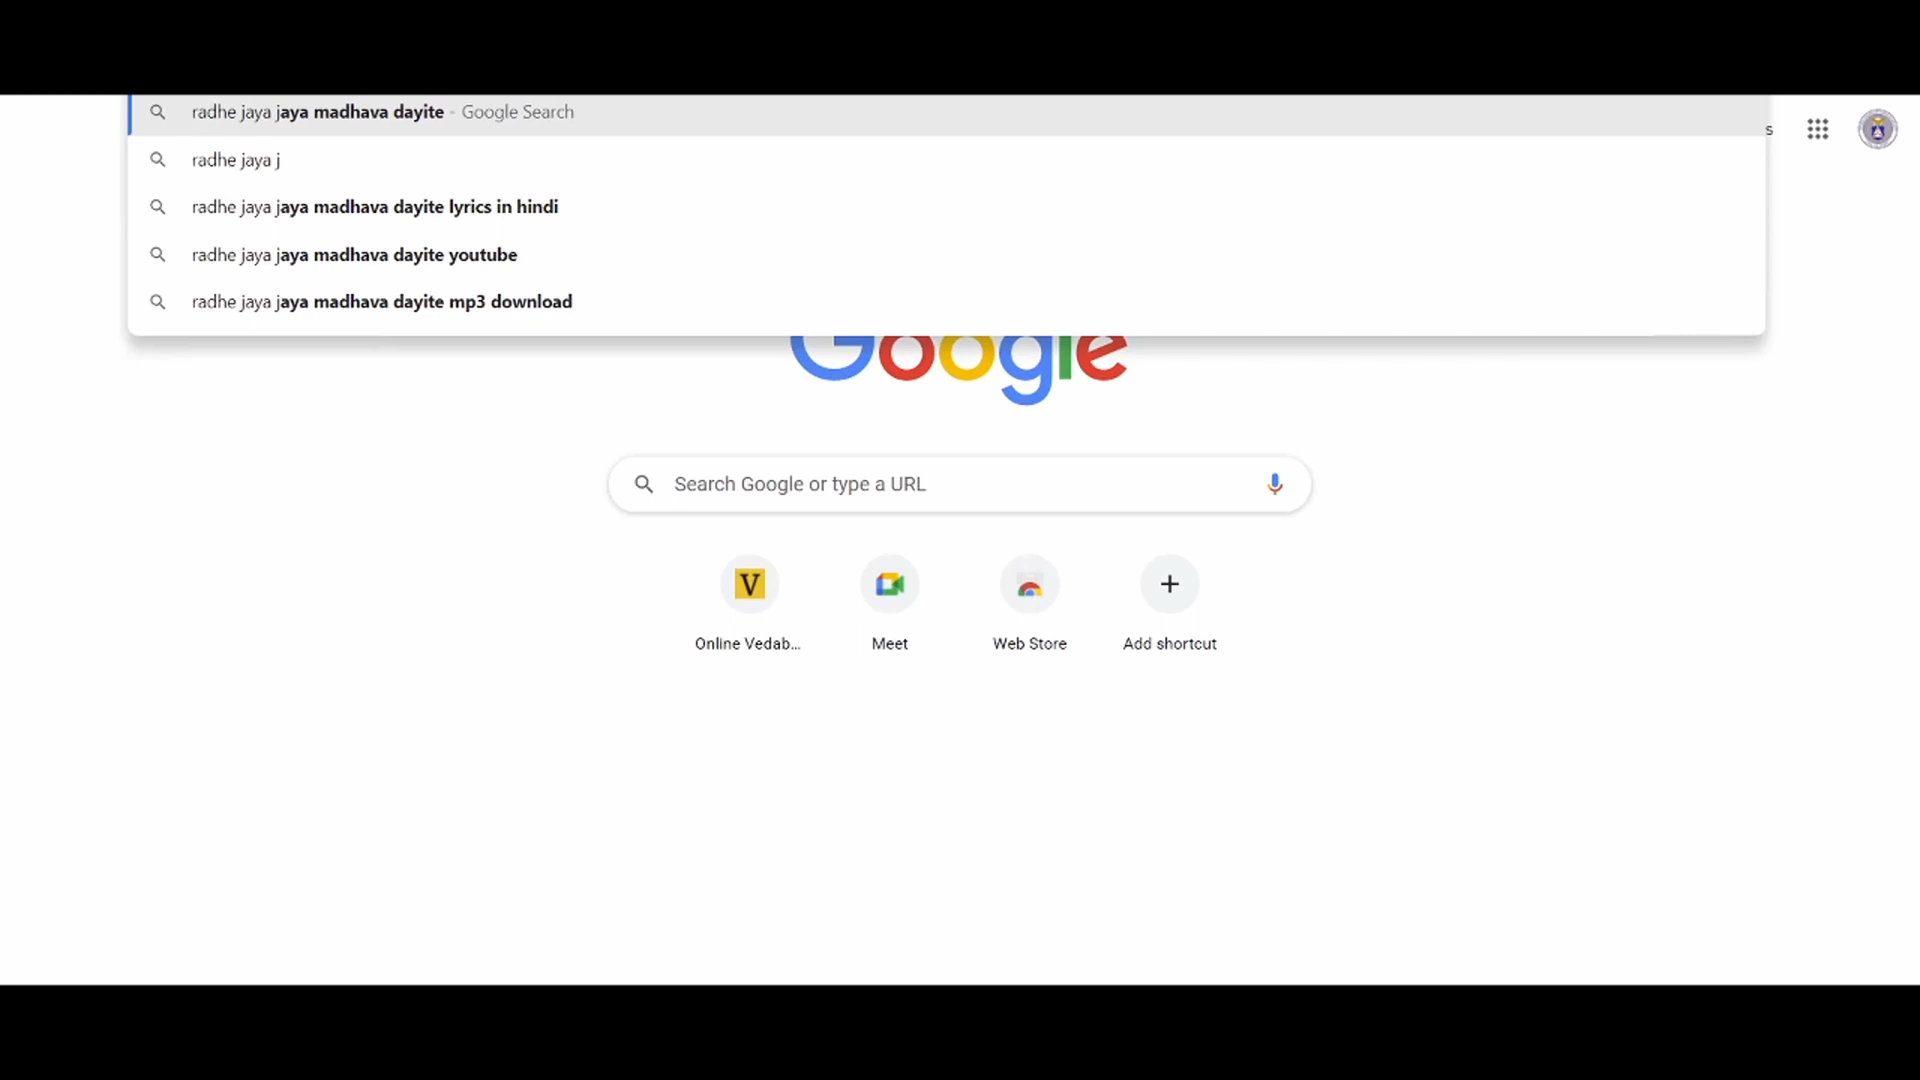 radhe jaya jaya madhava dayite - Google Search
s
radhe jaya j
radhe jaya jaya madhava dayite lyrics in hindi
radhe jaya jaya madhava dayite youtube
radhe jaya jaya madhava dayite mp3 download
Google
Search Google or type a URL
V
Online Vedab...
Meet
Web Store
Add shortcut